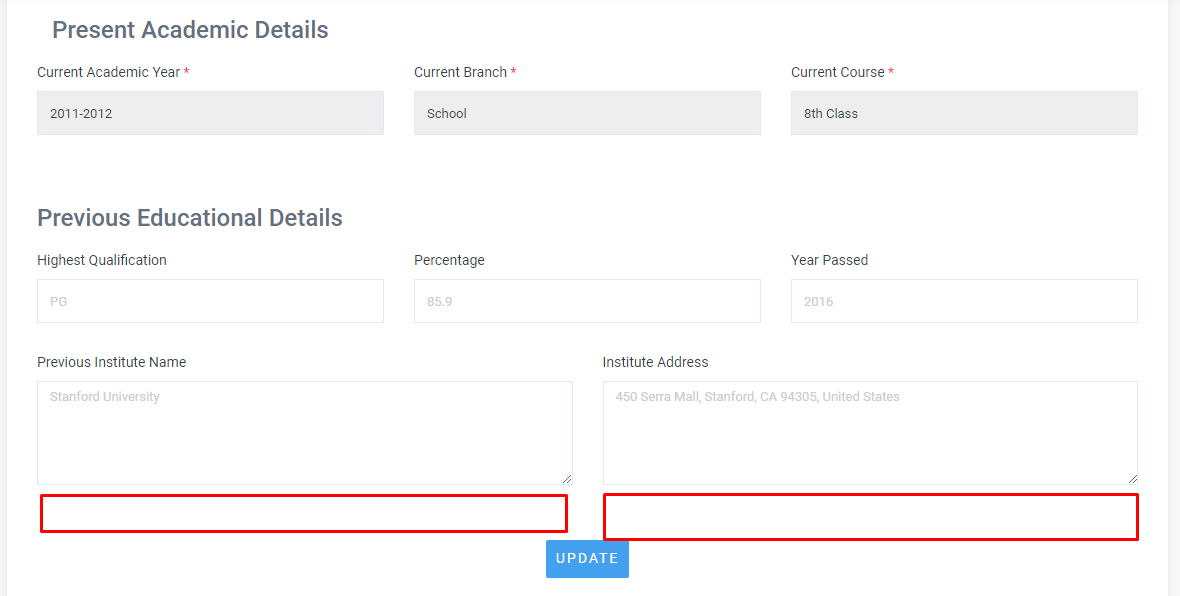 Present Academic Details
Current Academic Year * Current Branch * Current Course *
2011-2012 School 8th Class
Previous Educational Details
Highest Qualification Percentage Year Passed
PG 85.9 2016
Previous Institute Name Institute Address
Stanford University 450 Serra Mall, Stanford, CA 94305, United States
UPDATE